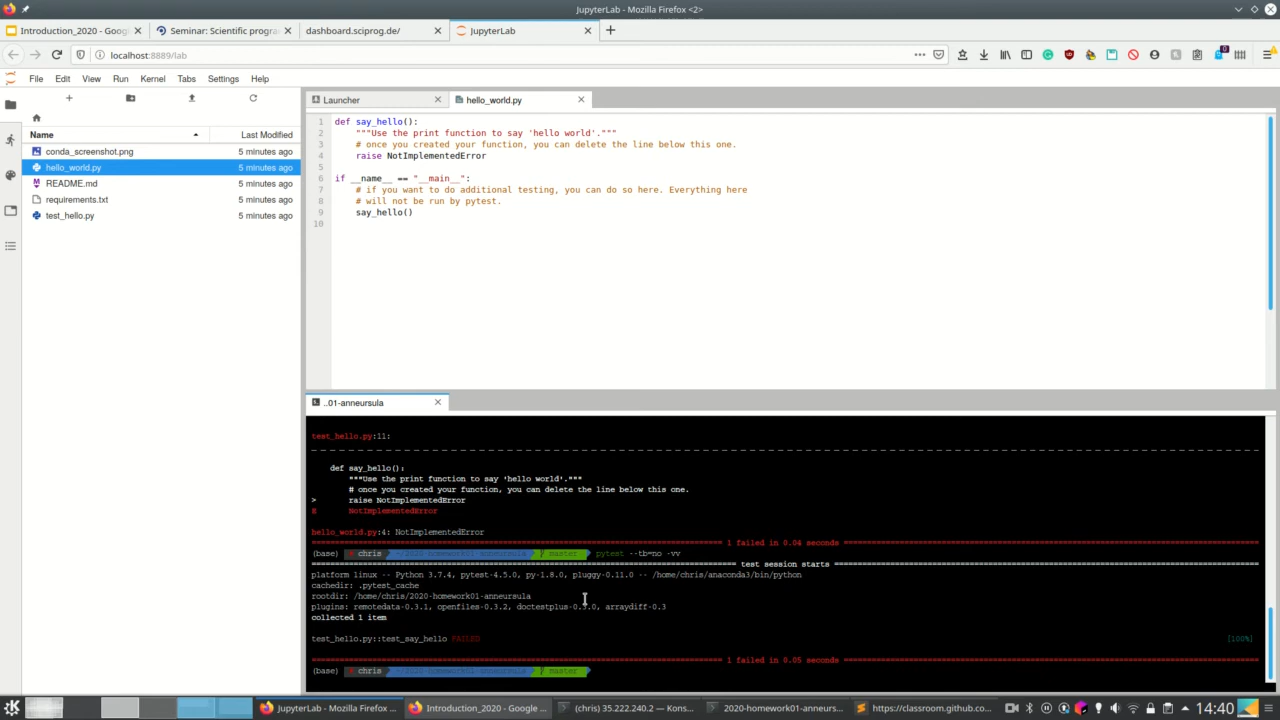 JupyterLab - Mozilla Firefox <2>
Introduction_2020 - Goog
Seminar: Scientific progra
dashboard.sciprog.de/
JupyterLab
localhost:8889/lab
File Edit View Run Kernel Tabs Settings Help
Name Last Modified
conda_screenshot.png 5 minutes ago
hello_world.py 5 minutes ago
README.md 5 minutes ago
requirements.txt 5 minutes ago
test_hello.py 5 minutes ago
Launcher
hello_world.py
1 def say_hello():
2 """Use the print function to say 'hello world'."""
3 # once you created your function, you can delete the line below this one.
4 raise NotImplementedError
5
6 if __name__ == "__main__":
7 # if you want to do additional testing, you can do so here. Everything here
8 # will not be run by pytest.
9 say_hello()
10
..01-anneursula
test_hello.py:11:
def say_hello():
"""Use the print function to say 'hello world'."""
# once you created your function, you can delete the line below this one.
> raise NotImplementedError
E NotImplementedError
hello_world.py:4: NotImplementedError
1 failed in 0.04 seconds
(base) chris ~/2020-homework01-anneursula master pytest --tb=no -vv
test session starts
platform linux -- Python 3.7.4, pytest-4.5.0, py-1.8.0, pluggy-0.11.0 -- /home/chris/anaconda3/bin/python
cachedir: .pytest_cache
rootdir: /home/chris/2020-homework01-anneursula
plugins: remotedata-0.3.1, openfiles-0.3.2, doctestplus-0.3.0, arraydiff-0.3
collected 1 item
test_hello.py::test_say_hello FAILED [100%]
1 failed in 0.05 seconds
(base) chris ~/2020-homework01-anneursula master
JupyterLab - Mozilla Firefox ...
Introduction_2020 - Google ...
(chris) 35.222.240.2 — Kons...
2020-homework01-anneurs...
https://classroom.github.co...
14:40